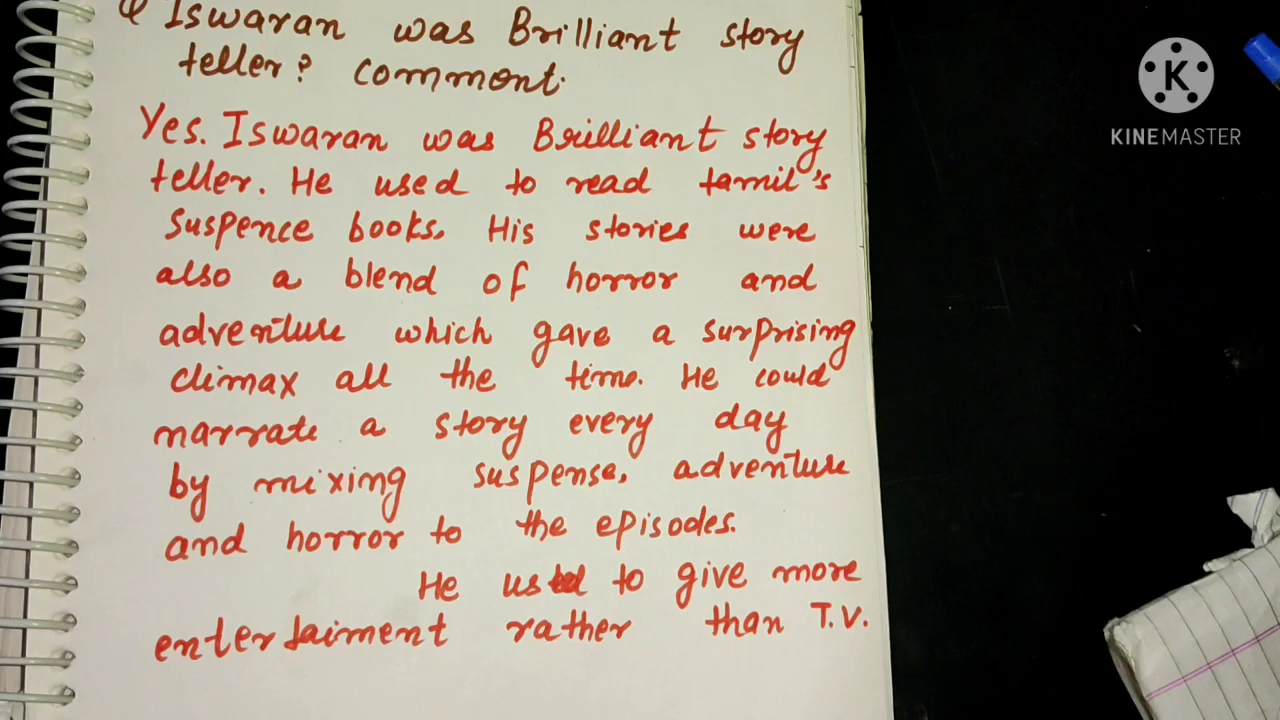 Q Iswaran was Brilliant story
teller? comment.
Yes. Iswaran was Brilliant story
teller. He used to read tamil's
suspence books. His stories were
also a blend of horror and
adventure which gave a surprising
climax all the time. He could
narrate a story every day
by mixing suspense, adventure
and horror to the episodes.
He used to give more
entertaiment rather than T.V.
K
KINEMASTER